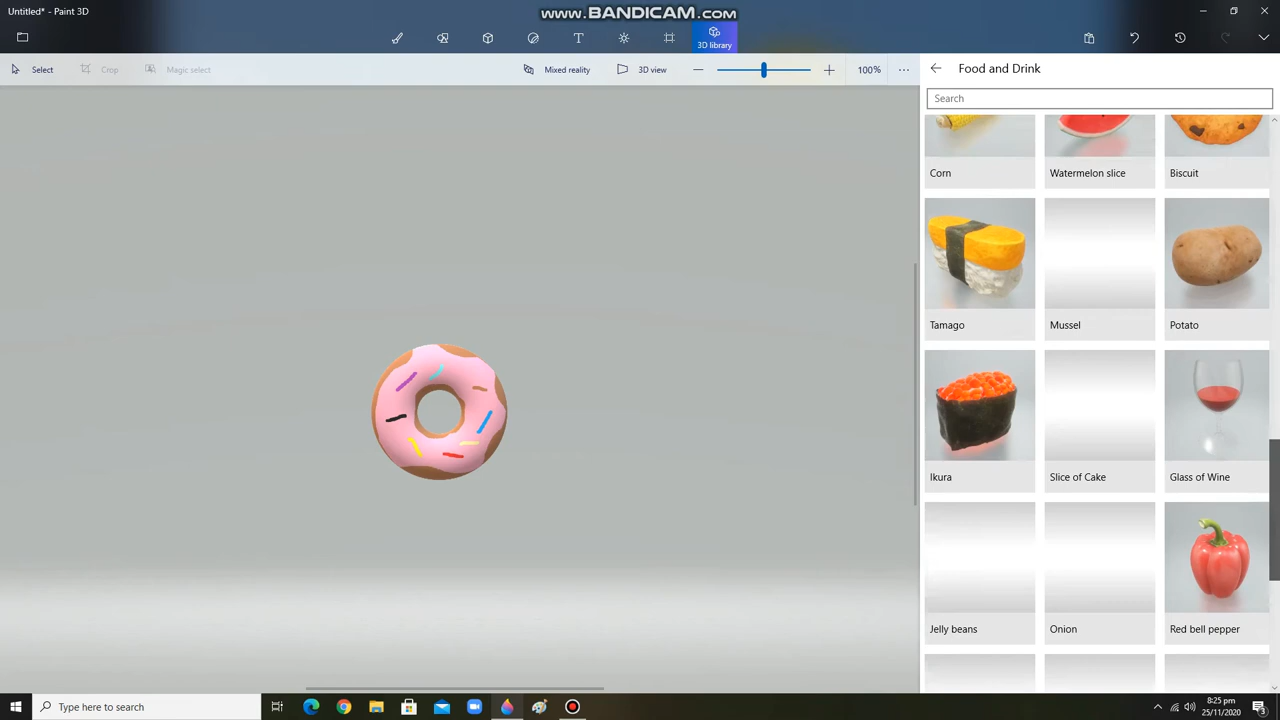 Untitled* - Paint 3D
www.BANDICAM.com
3D library
Select
Crop
Magic select
Mixed reality
3D view
100%
Food and Drink
Search
Corn
Watermelon slice
Biscuit
Tamago
Mussel
Potato
Ikura
Slice of Cake
Glass of Wine
Jelly beans
Onion
Red bell pepper
Type here to search
8:25 pm
25/11/2020
3